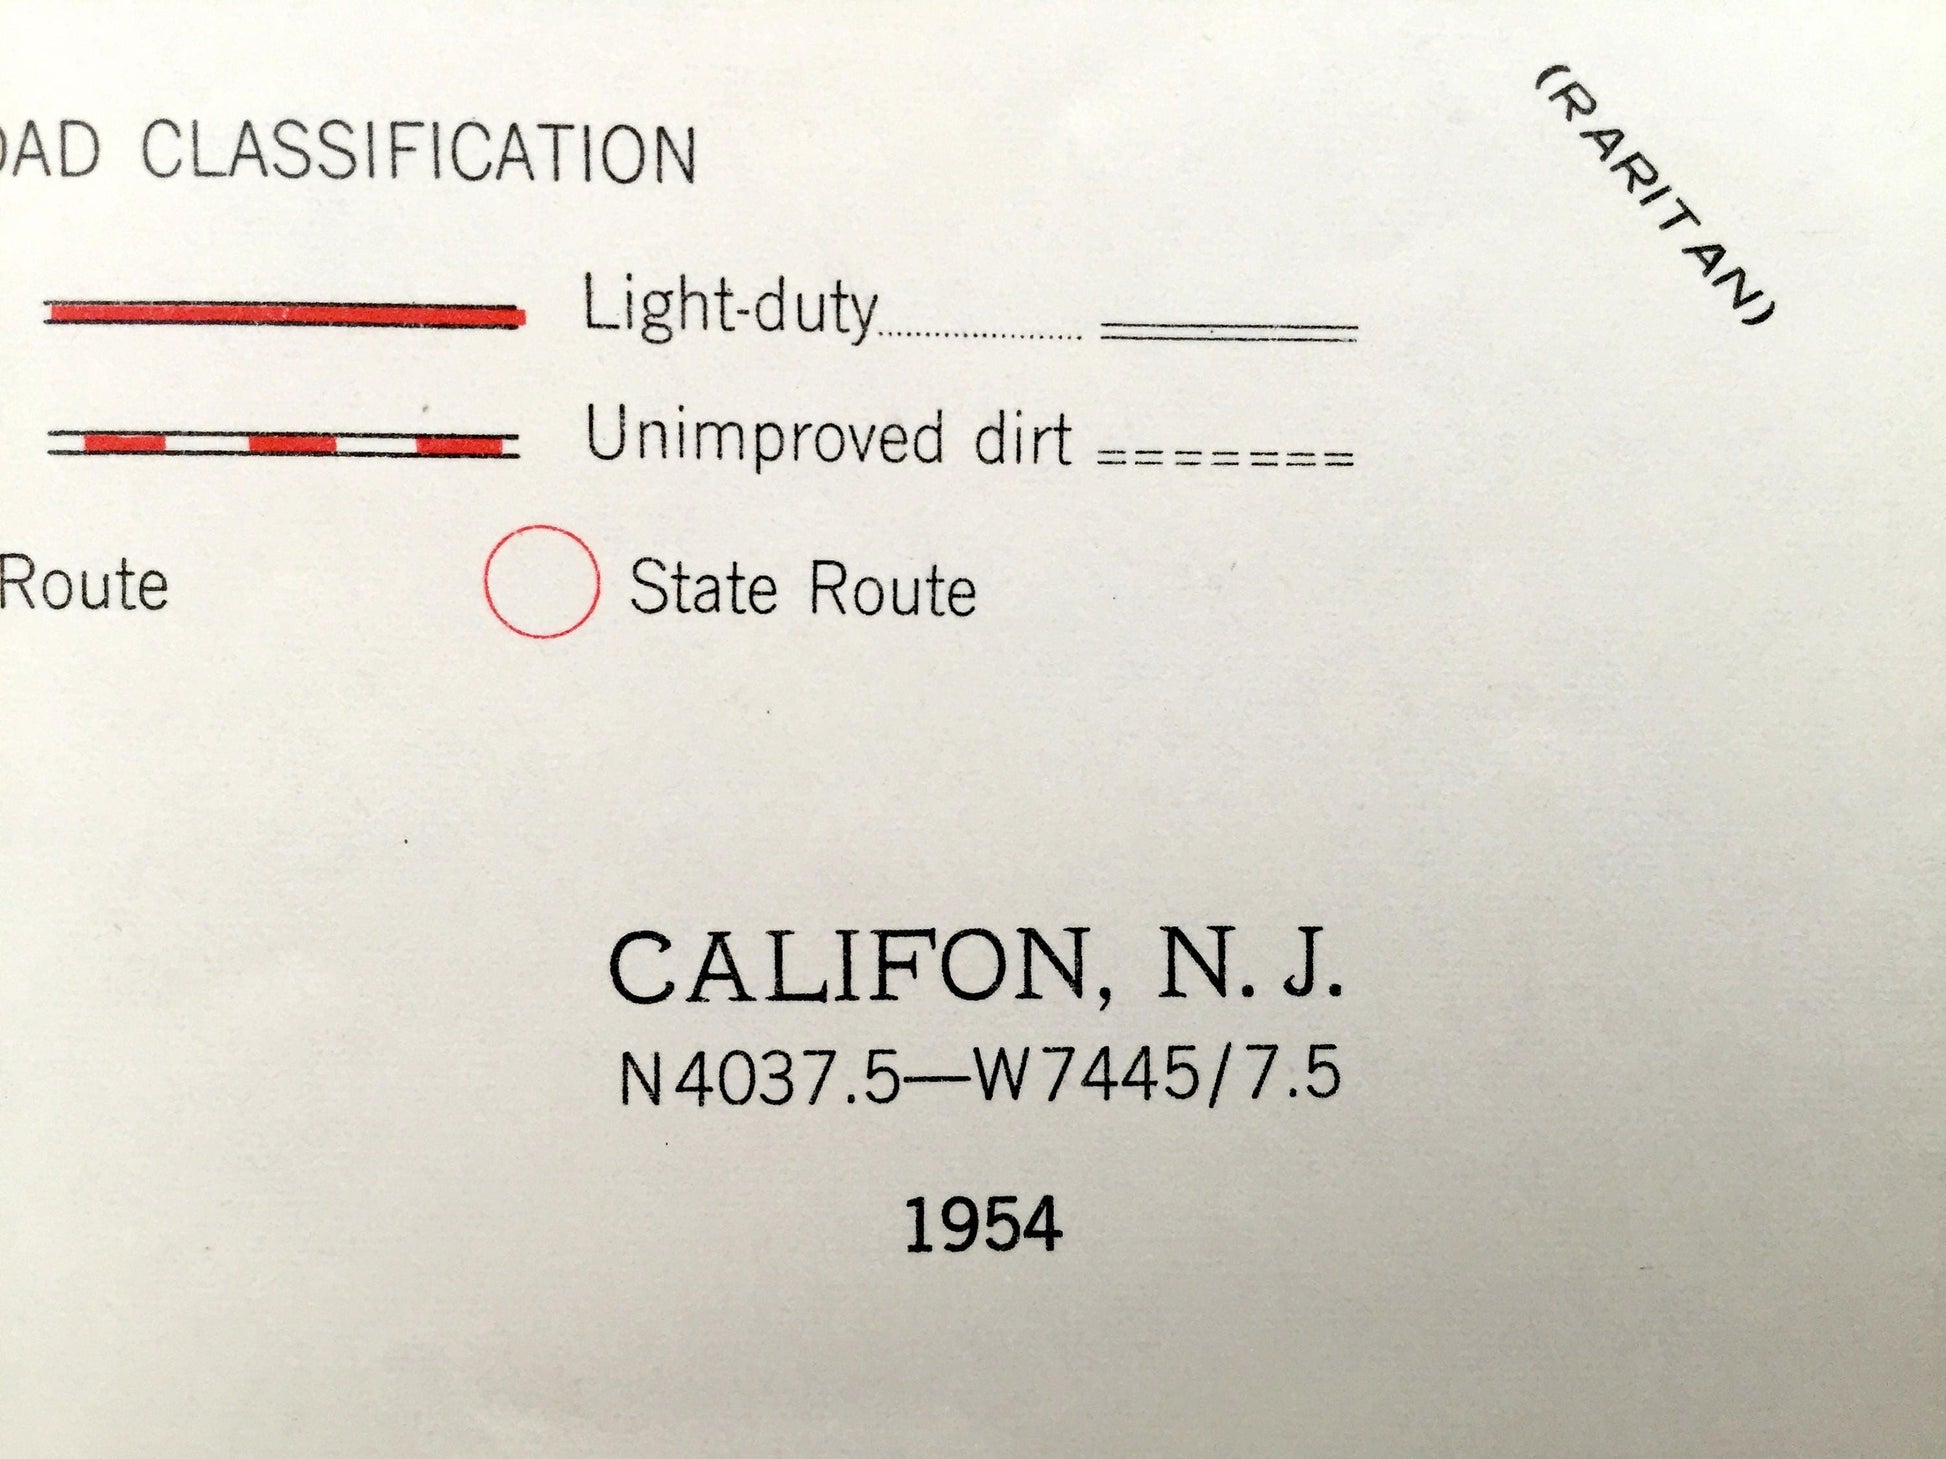 (RARITAN)
OAD CLASSIFICATION
Light-duty....................
Unimproved dirt
Route
State Route
CALIFON, N. J.
N4037.5—W7445/7.5
1954